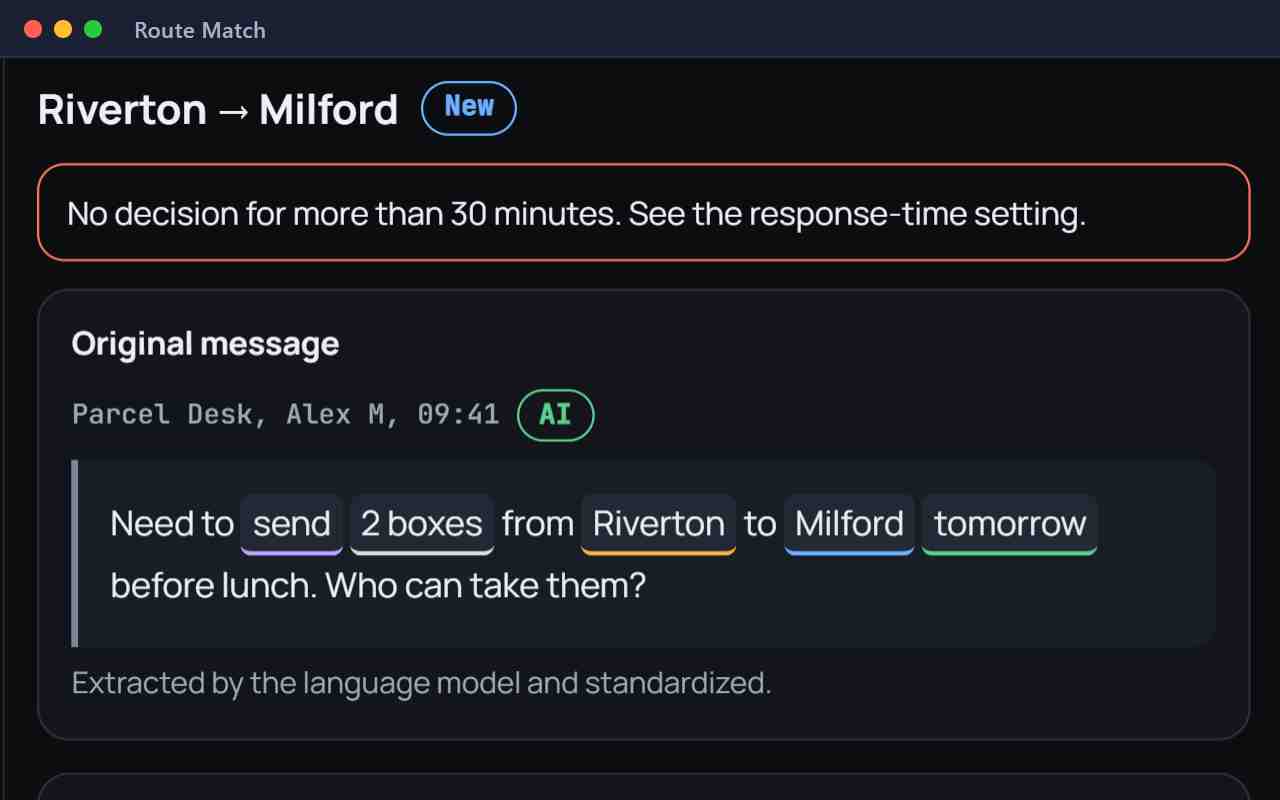 Route Match
Riverton → Milford New
No decision for more than 30 minutes. See the response-time setting.
Original message
Parcel Desk, Alex M, 09:41 AI
Need to send 2 boxes from Riverton to Milford tomorrow
before lunch. Who can take them?
Extracted by the language model and standardized.